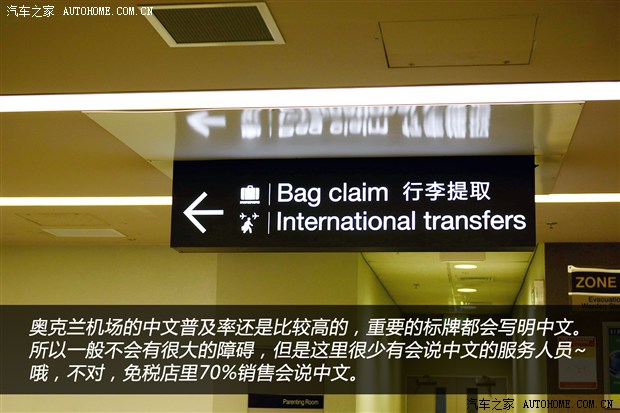 汽车之家 AUTOHOME.COM.CN
Bag claim 行李提取
International transfers
ZONE
Evacuation
奥克兰机场的中文普及率还是比较高的，重要的标牌都会写明中文。
所以一般不会有很大的障碍，但是这里很少有会说中文的服务人员~
哦，不对，免税店里70%销售会说中文。
Parenting Room
汽车之家 AUTOHOME.COM.CN